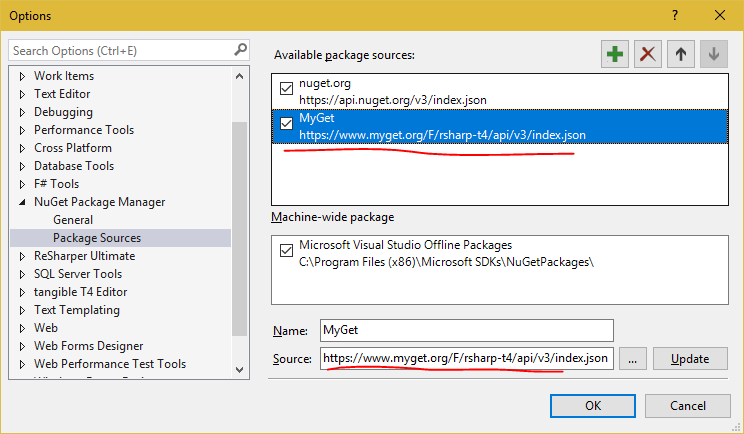 Options
?
Search Options (Ctrl+E)
Work Items
Text Editor
Debugging
Performance Tools
Cross Platform
Database Tools
F# Tools
NuGet Package Manager
General
Package Sources
ReSharper Ultimate
SQL Server Tools
tangible T4 Editor
Text Templating
Web
Web Forms Designer
Web Performance Test Tools
Available package sources:
nuget.org
https://api.nuget.org/v3/index.json
MyGet
https://www.myget.org/F/rsharp-t4/api/v3/index.json
Machine-wide package
Microsoft Visual Studio Offline Packages
C:\Program Files (x86)\Microsoft SDKs\NuGetPackages\
Name: MyGet
Source: https://www.myget.org/F/rsharp-t4/api/v3/index.json ... Update
OK Cancel